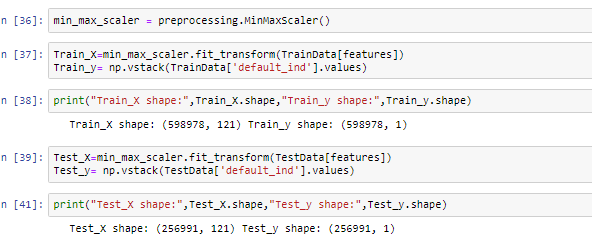 n [36]: min_max_scaler = preprocessing.MinMaxScaler()
n [37]: Train_X=min_max_scaler.fit_transform(TrainData[features])
Train_y= np.vstack(TrainData['default_ind'].values)
n [38]: print("Train_X shape:",Train_X.shape,"Train_y shape:",Train_y.shape)
Train_X shape: (598978, 121) Train_y shape: (598978, 1)
n [39]: Test_X=min_max_scaler.fit_transform(TestData[features])
Test_y= np.vstack(TestData['default_ind'].values)
n [41]: print("Test_X shape:",Test_X.shape,"Test_y shape:",Test_y.shape)
Test_X shape: (256991, 121) Test_y shape: (256991, 1)